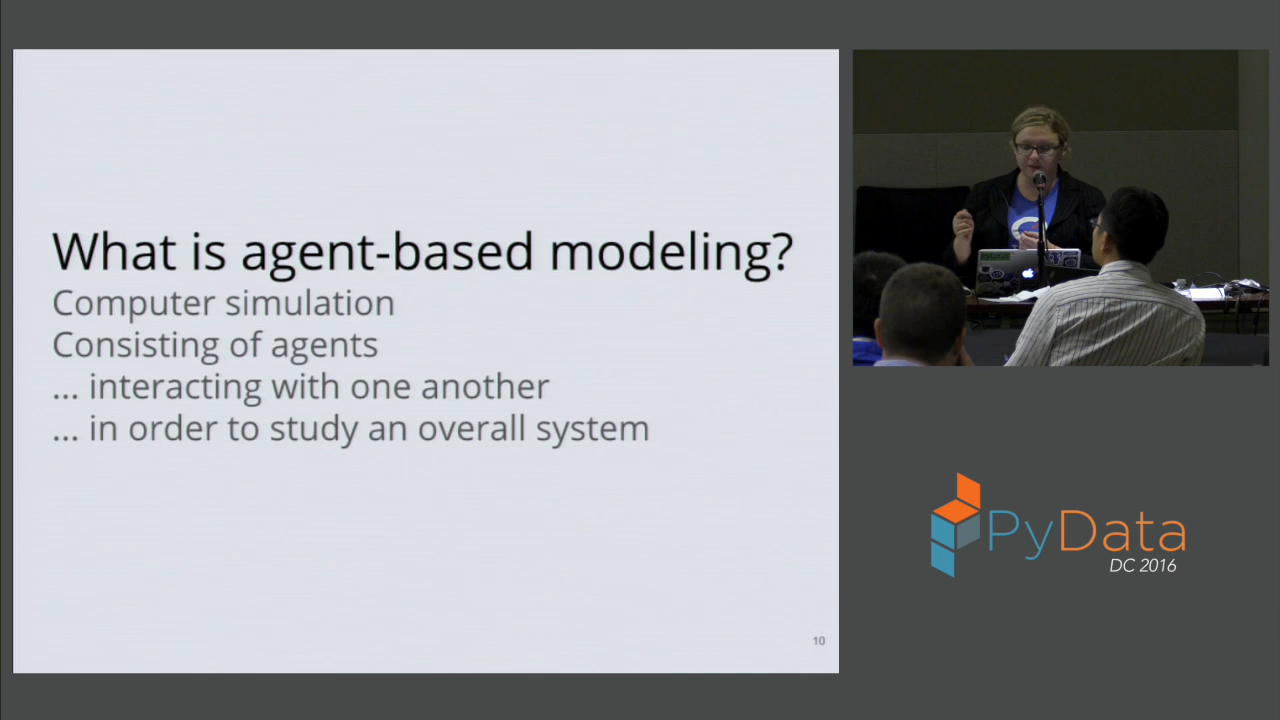 What is agent-based modeling?
Computer simulation
Consisting of agents
... interacting with one another
... in order to study an overall system
10
PyData
DC 2016